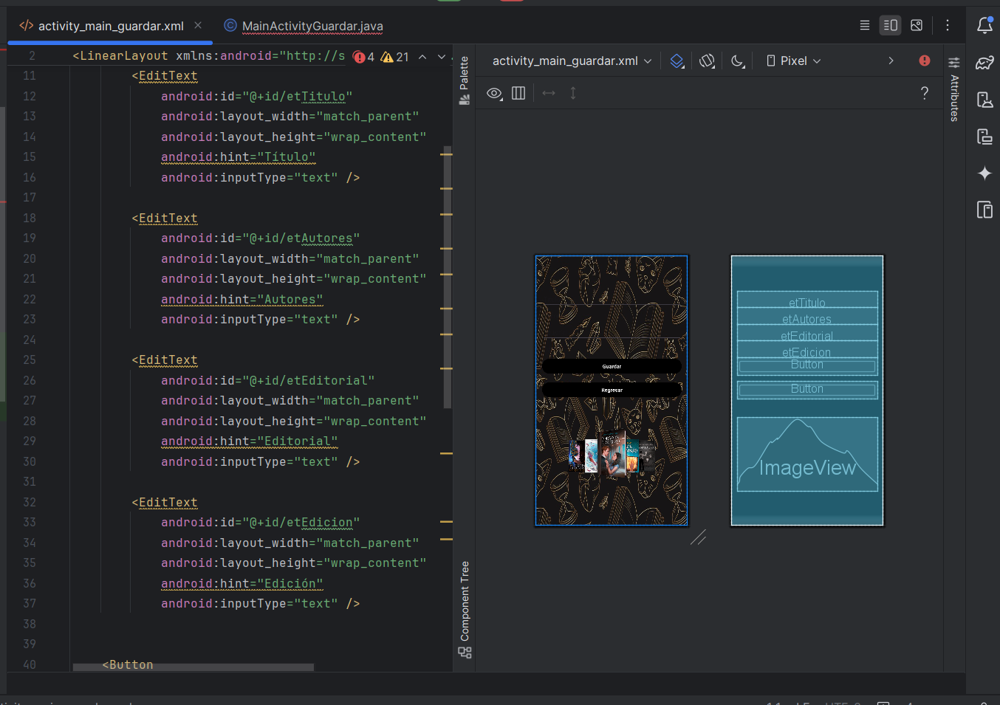 </> activity_main_guardar.xml ×
© MainActivityGuardar.java
2 <LinearLayout xmlns:android="http://s 4 21
11 <EditText
12 android:id="@+id/etTitulo"
13 android:layout_width="match_parent"
14 android:layout_height="wrap_content"
15 android:hint="Título"
16 android:inputType="text" />
17
18 <EditText
19 android:id="@+id/etAutores"
20 android:layout_width="match_parent"
21 android:layout_height="wrap_content"
22 android:hint="Autores"
23 android:inputType="text" />
24
25 <EditText
26 android:id="@+id/etEditorial"
27 android:layout_width="match_parent"
28 android:layout_height="wrap_content"
29 android:hint="Editorial"
30 android:inputType="text" />
31
32 <EditText
33 android:id="@+id/etEdicion"
34 android:layout_width="match_parent"
35 android:layout_height="wrap_content"
36 android:hint="Edición"
37 android:inputType="text" />
38
39
40 <Button
Palette
Component Tree
activity_main_guardar.xml
Pixel
?
Guardar
Regresar
etTitulo
etAutores
etEditorial
etEdicion
Button
Button
ImageView
Attributes